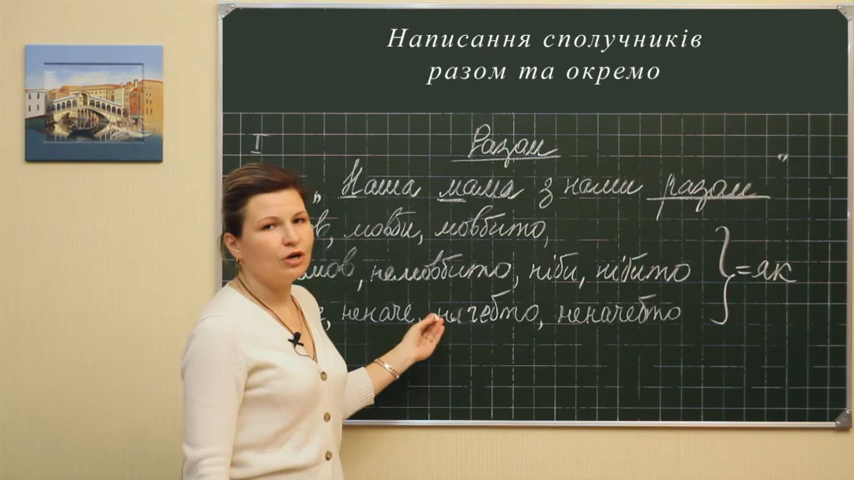 Написання сполучників
разом та окремо
I
Разом
„ Наша мама з нами разом "
мовби, мовбито,
немовбито, ніби, нібито
= як
неначе, начебто, неначебто